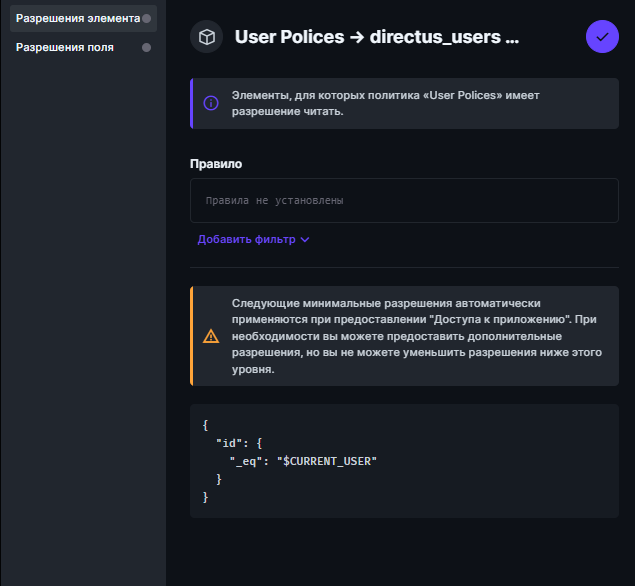 Разрешения элемента
Разрешения поля
User Polices → directus_users ...
Элементы, для которых политика «User Polices» имеет
разрешение читать.
Правило
Правила не установлены
Добавить фильтр
Следующие минимальные разрешения автоматически
применяются при предоставлении "Доступа к приложению". При
необходимости вы можете предоставить дополнительные
разрешения, но вы не можете уменьшить разрешения ниже этого
уровня.
{
  "id": {
    "_eq": "$CURRENT_USER"
  }
}